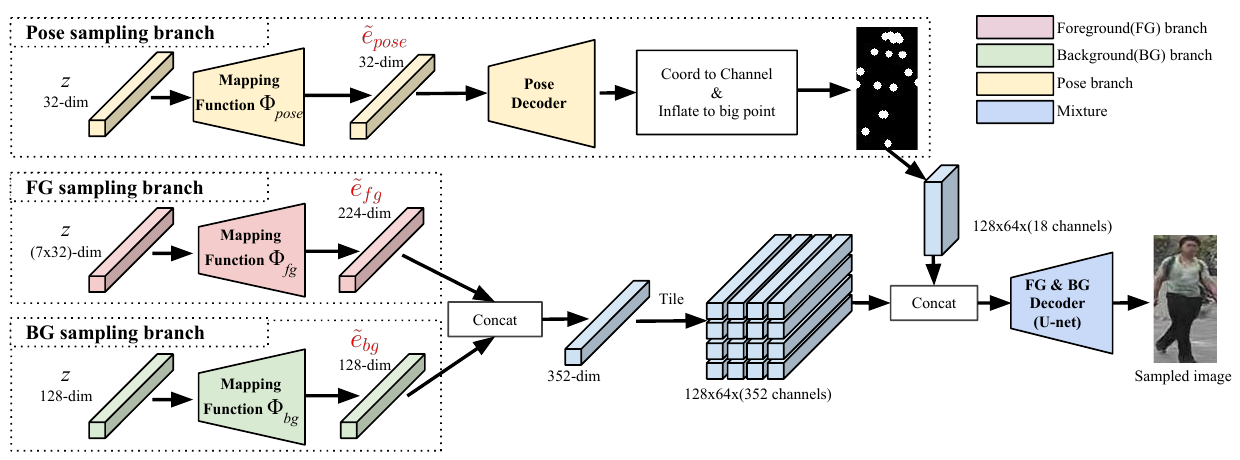 Pose sampling branch
z
32-dim
Mapping
Function Φpose
ẽpose
32-dim
Pose
Decoder
Coord to Channel
&
Inflate to big point
Foreground(FG) branch
Background(BG) branch
Pose branch
Mixture
FG sampling branch
z
(7x32)-dim
Mapping
Function Φfg
ẽfg
224-dim
BG sampling branch
z
128-dim
Mapping
Function Φbg
ẽbg
128-dim
Concat
352-dim
Tile
128x64x(352 channels)
128x64x(18 channels)
Concat
FG & BG
Decoder
(U-net)
Sampled image